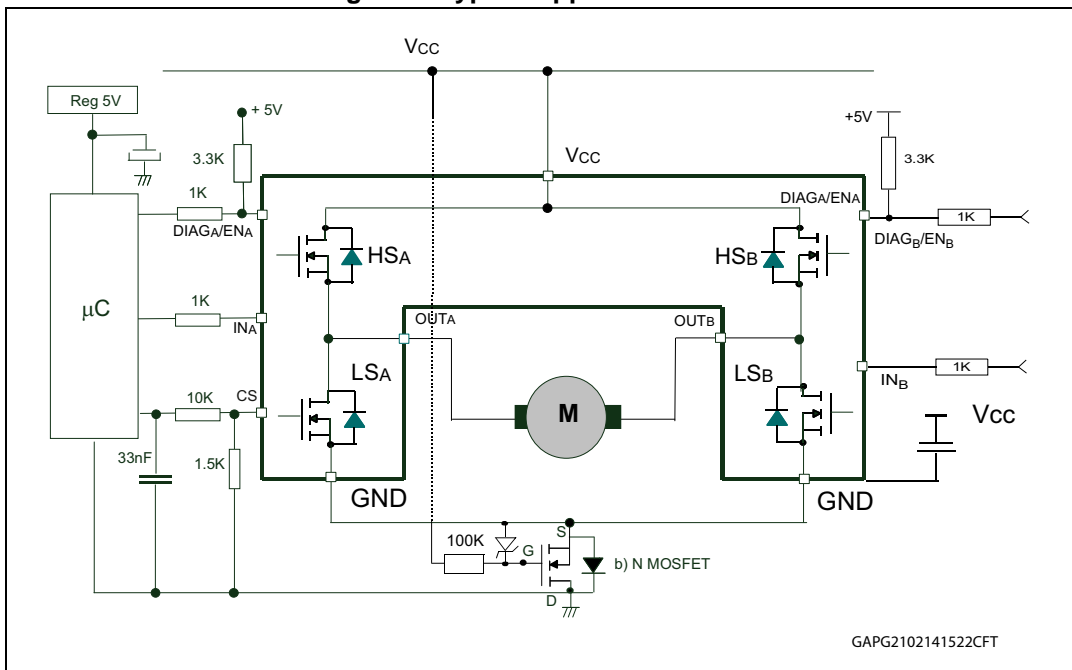 VCC
Reg 5V
+ 5V
+5V
3.3K
VCC
3.3K
1K
DIAGA/ENA
1K
DIAGA/ENA
DIAGB/ENB
HSA
HSB
µC
1K
INA
OUTA
OUTB
LSA
LSB
1K
INB
10K
CS
M
Vcc
33nF
1.5K
GND
GND
100K
G
S
b) N MOSFET
D
GAPG2102141522CFT